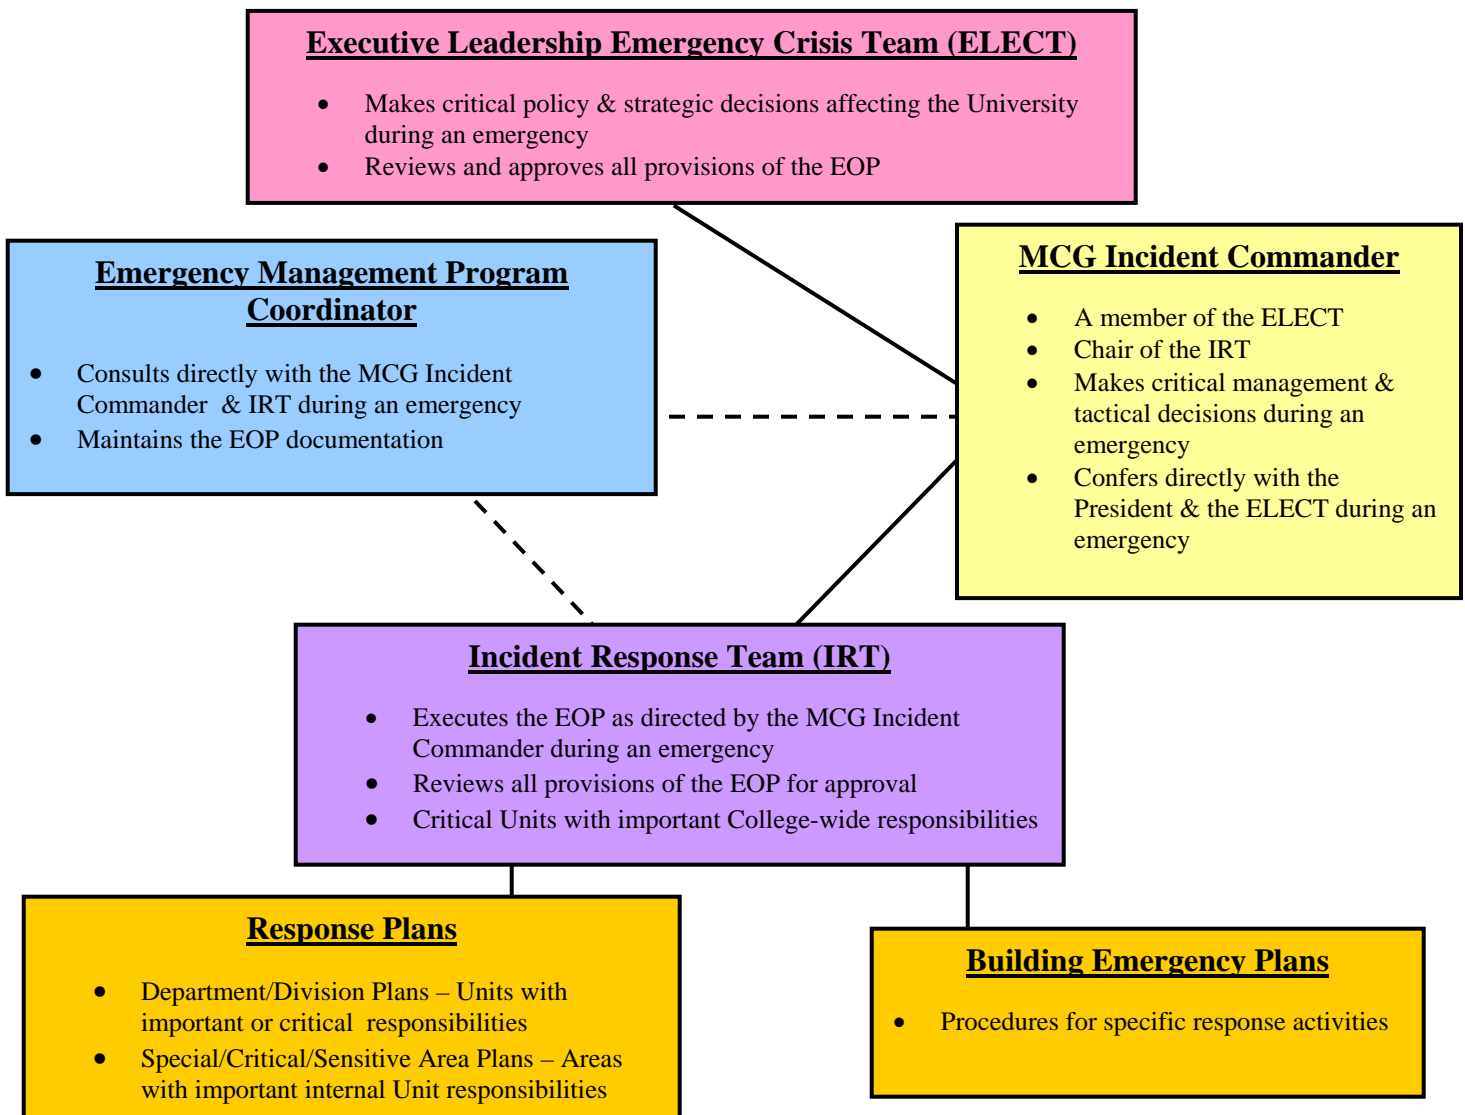 Executive Leadership Emergency Crisis Team (ELECT)
• Makes critical policy & strategic decisions affecting the University
during an emergency
• Reviews and approves all provisions of the EOP
Emergency Management Program
Coordinator
• Consults directly with the MCG Incident
Commander & IRT during an emergency
• Maintains the EOP documentation
MCG Incident Commander
• A member of the ELECT
• Chair of the IRT
• Makes critical management &
tactical decisions during an
emergency
• Confers directly with the
President & the ELECT during an
emergency
Incident Response Team (IRT)
• Executes the EOP as directed by the MCG Incident
Commander during an emergency
• Reviews all provisions of the EOP for approval
• Critical Units with important College-wide responsibilities
Response Plans
• Department/Division Plans – Units with
important or critical responsibilities
• Special/Critical/Sensitive Area Plans – Areas
with important internal Unit responsibilities
Building Emergency Plans
• Procedures for specific response activities